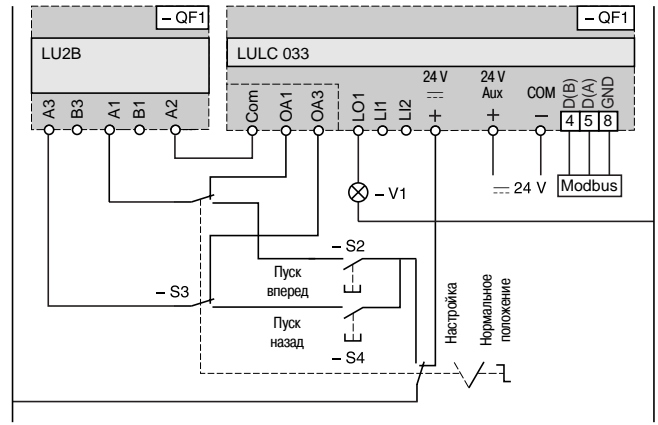 – QF1
– QF1
LU2B
LULC 033
A3
B3
A1
B1
A2
Com
OA1
OA3
LO1
LI1
LI2
24 V
+
24 V
Aux
+
COM
–
D(B)
D(A)
GND
4
5
8
– V1
24 V
Modbus
– S2
Пуск
вперед
– S3
Пуск
назад
– S4
Настройка
Нормальное
положение